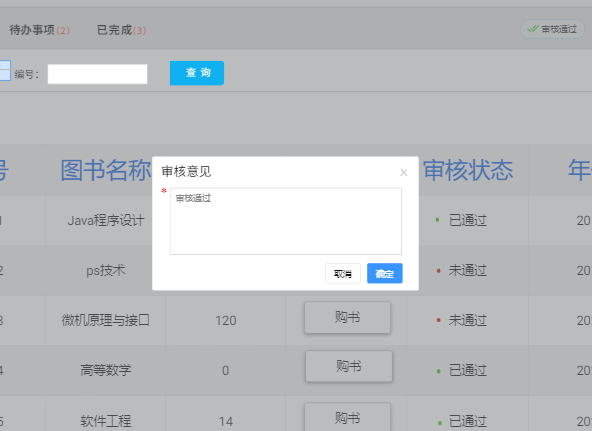 待办事项(2) 已完成(3) 审核通过
编号： 查 询
号 图书名称 审核状态 年
审核意见 X
* 审核通过
取消 确定
1 Java程序设计 已通过 20
2 ps技术 未通过 20
3 微机原理与接口 120 购书 未通过 20
4 高等数学 0 购书 已通过 20
5 软件工程 14 购书 已通过 20